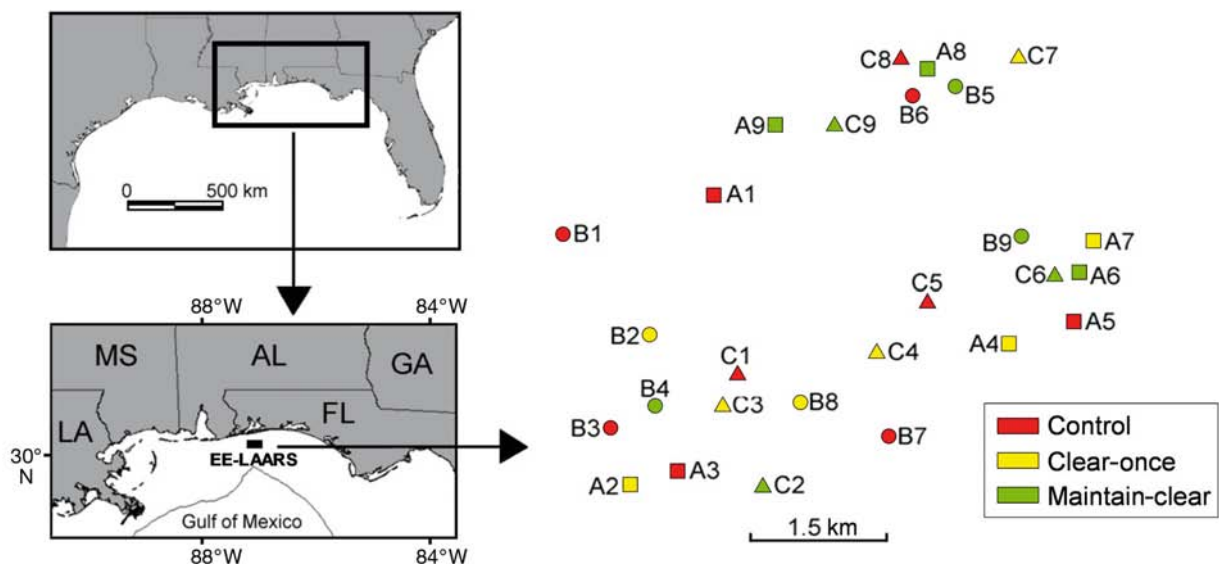 0 500 km
88°W 84°W
MS AL GA
LA FL
30°
N
EE-LAARS
Gulf of Mexico
88°W 84°W
C8 A8 C7
B5
B6
A9 C9
A1
B1
B9 A7
C6 A6
C5
A5
B2 A4
C1 C4
B4 C3 B8
B3 B7
A2 A3 C2
1.5 km
Control
Clear-once
Maintain-clear